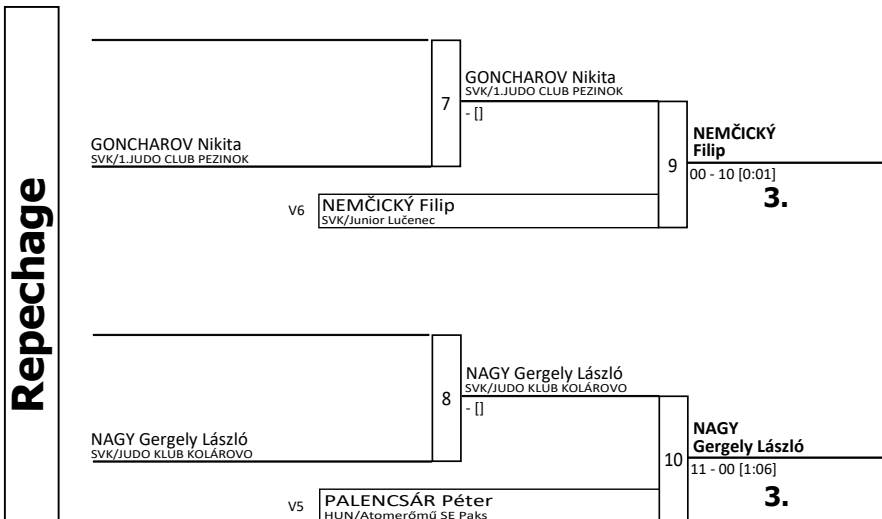 Repechage
7
GONCHAROV Nikita
SVK/1.JUDO CLUB PEZINOK
- []
GONCHAROV Nikita
SVK/1.JUDO CLUB PEZINOK
9
NEMČICKÝ
Filip
00 - 10 [0:01]
3.
V6
NEMČICKÝ Filip
SVK/Junior Lučenec
8
NAGY Gergely László
SVK/JUDO KLUB KOLÁROVO
- []
NAGY Gergely László
SVK/JUDO KLUB KOLÁROVO
10
NAGY
Gergely László
11 - 00 [1:06]
3.
V5
PALENCSÁR Péter
HUN/Atomerőmű SE Paks